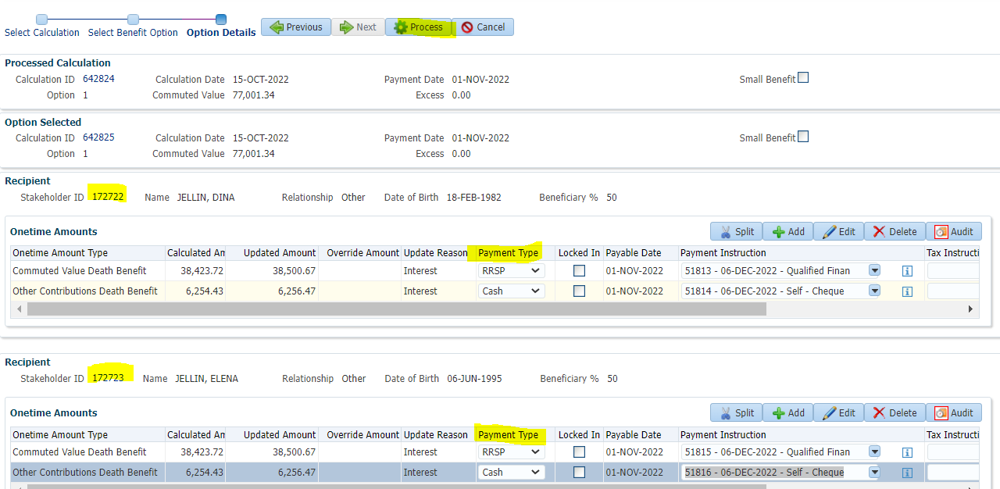 Select Calculation Select Benefit Option Option Details Previous Next Process Cancel
Processed Calculation
Calculation ID 642824 Calculation Date 15-OCT-2022 Payment Date 01-NOV-2022 Small Benefit
Option 1 Commuted Value 77,001.34 Excess 0.00
Option Selected
Calculation ID 642825 Calculation Date 15-OCT-2022 Payment Date 01-NOV-2022 Small Benefit
Option 1 Commuted Value 77,001.34 Excess 0.00
Recipient
Stakeholder ID 172722 Name JELLIN, DINA Relationship Other Date of Birth 18-FEB-1982 Beneficiary % 50
Onetime Amounts Split Add Edit Delete Audit
Onetime Amount Type Calculated Am Updated Amount Override Amount Update Reason Payment Type Locked In Payable Date Payment Instruction Tax Instructi
Commuted Value Death Benefit 38,423.72 38,500.67 Interest RRSP 01-NOV-2022 51813 - 06-DEC-2022 - Qualified Finan
Other Contributions Death Benefit 6,254.43 6,256.47 Interest Cash 01-NOV-2022 51814 - 06-DEC-2022 - Self - Cheque
Recipient
Stakeholder ID 172723 Name JELLIN, ELENA Relationship Other Date of Birth 06-JUN-1995 Beneficiary % 50
Onetime Amounts Split Add Edit Delete Audit
Onetime Amount Type Calculated Am Updated Amount Override Amount Update Reason Payment Type Locked In Payable Date Payment Instruction Tax Instructi
Commuted Value Death Benefit 38,423.72 38,500.67 Interest RRSP 01-NOV-2022 51815 - 06-DEC-2022 - Qualified Finan
Other Contributions Death Benefit 6,254.43 6,256.47 Interest Cash 01-NOV-2022 51816 - 06-DEC-2022 - Self - Cheque